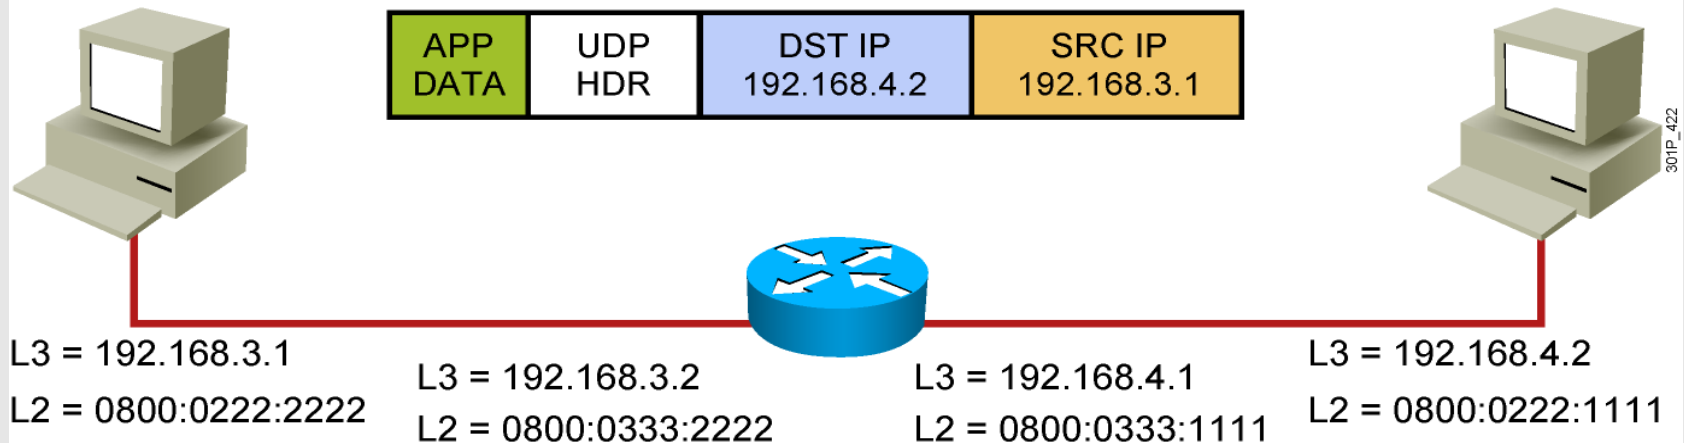 APP
DATA
UDP
HDR
DST IP
192.168.4.2
SRC IP
192.168.3.1
301P_422
L3 = 192.168.3.1
L2 = 0800:0222:2222
L3 = 192.168.3.2
L2 = 0800:0333:2222
L3 = 192.168.4.1
L2 = 0800:0333:1111
L3 = 192.168.4.2
L2 = 0800:0222:1111